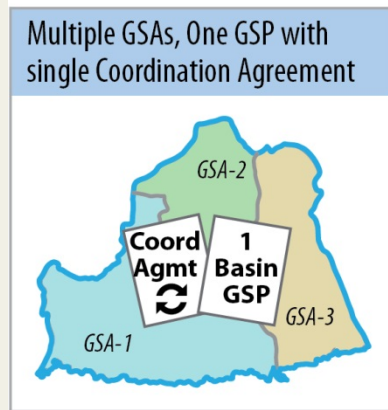 Multiple GSAs, One GSP with
single Coordination Agreement
GSA-2
Coord
Agmt
1
Basin
GSP
GSA-1
GSA-3